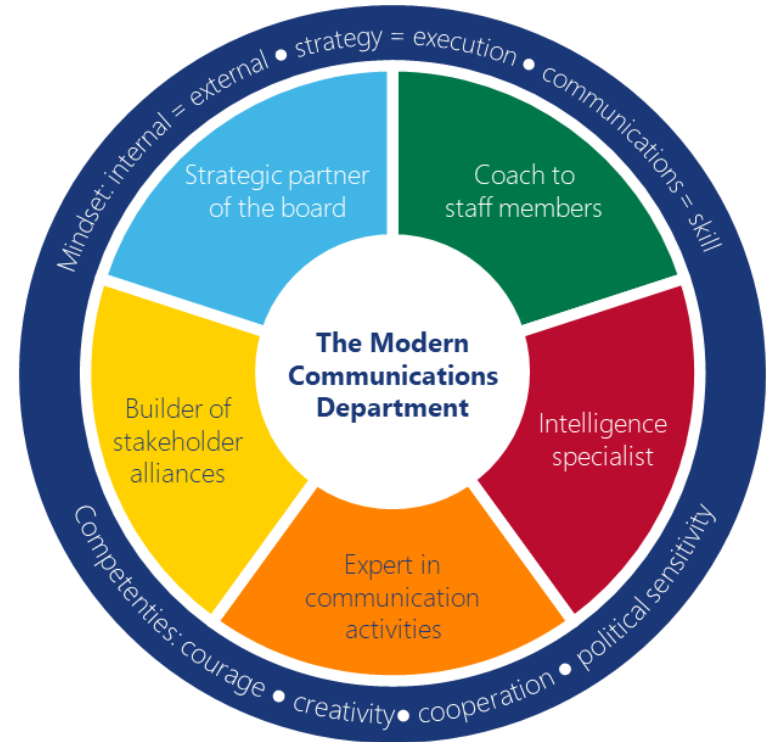 Mindset: internal = external • strategy = execution • communications = skill
Strategic partner
of the board
Coach to
staff members
The Modern
Communications
Department
Builder of
stakeholder
alliances
Intelligence
specialist
Expert in
communication
activities
Competenties: courage • creativity• cooperation • political sensitivity